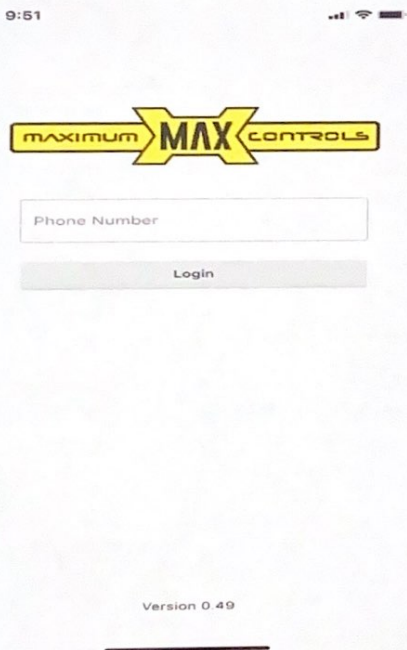 9:51
MAXIMUM MAX CONTROLS
Phone Number
Login
Version 0.49